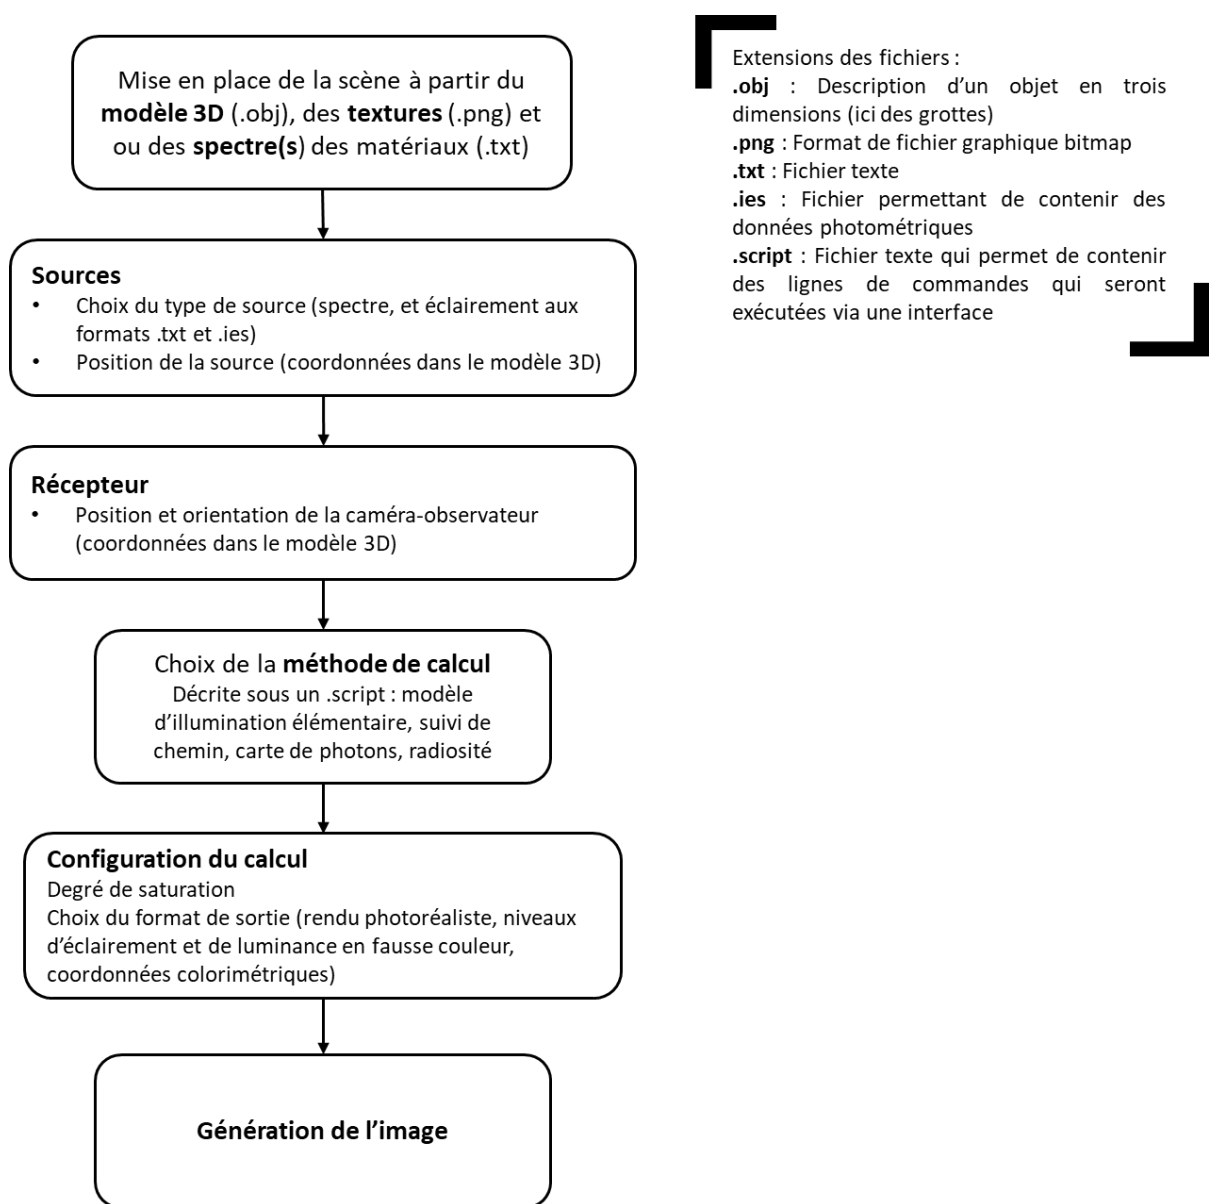 Mise en place de la scène à partir du
modèle 3D (.obj), des textures (.png) et
ou des spectre(s) des matériaux (.txt)
Sources
• Choix du type de source (spectre, et éclairement aux
formats .txt et .ies)
• Position de la source (coordonnées dans le modèle 3D)
Récepteur
• Position et orientation de la caméra-observateur
(coordonnées dans le modèle 3D)
Choix de la méthode de calcul
Décrite sous un .script : modèle
d’illumination élémentaire, suivi de
chemin, carte de photons, radiosité
Configuration du calcul
Degré de saturation
Choix du format de sortie (rendu photoréaliste, niveaux
d’éclairement et de luminance en fausse couleur,
coordonnées colorimétriques)
Génération de l’image
Extensions des fichiers :
.obj : Description d’un objet en trois
dimensions (ici des grottes)
.png : Format de fichier graphique bitmap
.txt : Fichier texte
.ies : Fichier permettant de contenir des
données photométriques
.script : Fichier texte qui permet de contenir
des lignes de commandes qui seront
exécutées via une interface